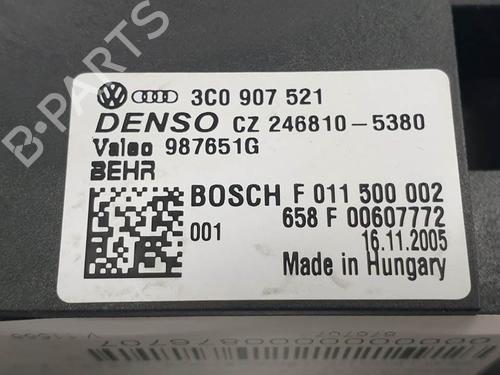 B-PARTS
3C0 907 521
DENSO CZ 246810-5380
Valeo 987651G
BEHR
BOSCH F 011 500 002
001 658 F 00607772
16.11.2005
Made in Hungary